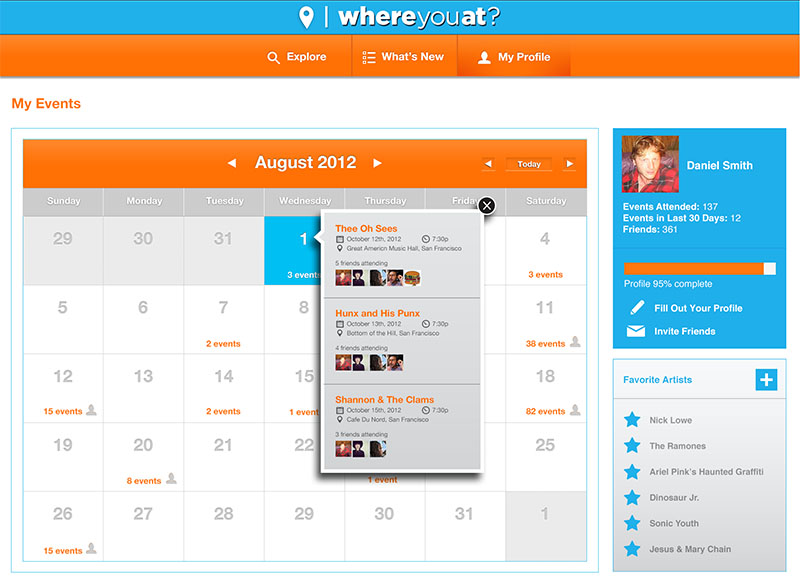 whereyouat?
Explore
What's New
My Profile
My Events
August 2012
Today
Sunday Monday Tuesday Wednesday Thursday Saturday
29 30 31 1 4
3 events 3 events
5 6 7 8 11
2 events 38 events
12 13 14 15 18
15 events 2 events 1 event 82 events
19 20 21 22 25
8 events 1 event
26 27 28 29 30 31 1
15 events
Thee Oh Sees
October 12th, 2012 7:30p
Great Americn Music Hall, San Francisco
5 friends attending
Hunx and His Punx
October 13th, 2012 7:30p
Bottom of the Hill, San Francisco
4 friends attending
Shannon & The Clams
October 15th, 2012 7:30p
Cafe Du Nord, San Francisco
3 friends attending
Daniel Smith
Events Attended: 137
Events in Last 30 Days: 12
Friends: 361
Profile 95% complete
Fill Out Your Profile
Invite Friends
Favorite Artists
Nick Lowe
The Ramones
Ariel Pink's Haunted Graffiti
Dinosaur Jr.
Sonic Youth
Jesus & Mary Chain